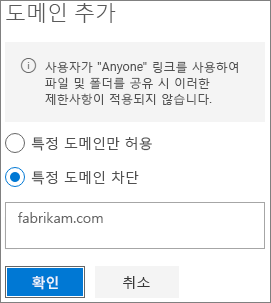 도메인 추가
사용자가 "Anyone" 링크를 사용하여
파일 및 폴더를 공유 시 이러한
제한사항이 적용되지 않습니다.
특정 도메인만 허용
특정 도메인 차단
fabrikam.com
확인
취소